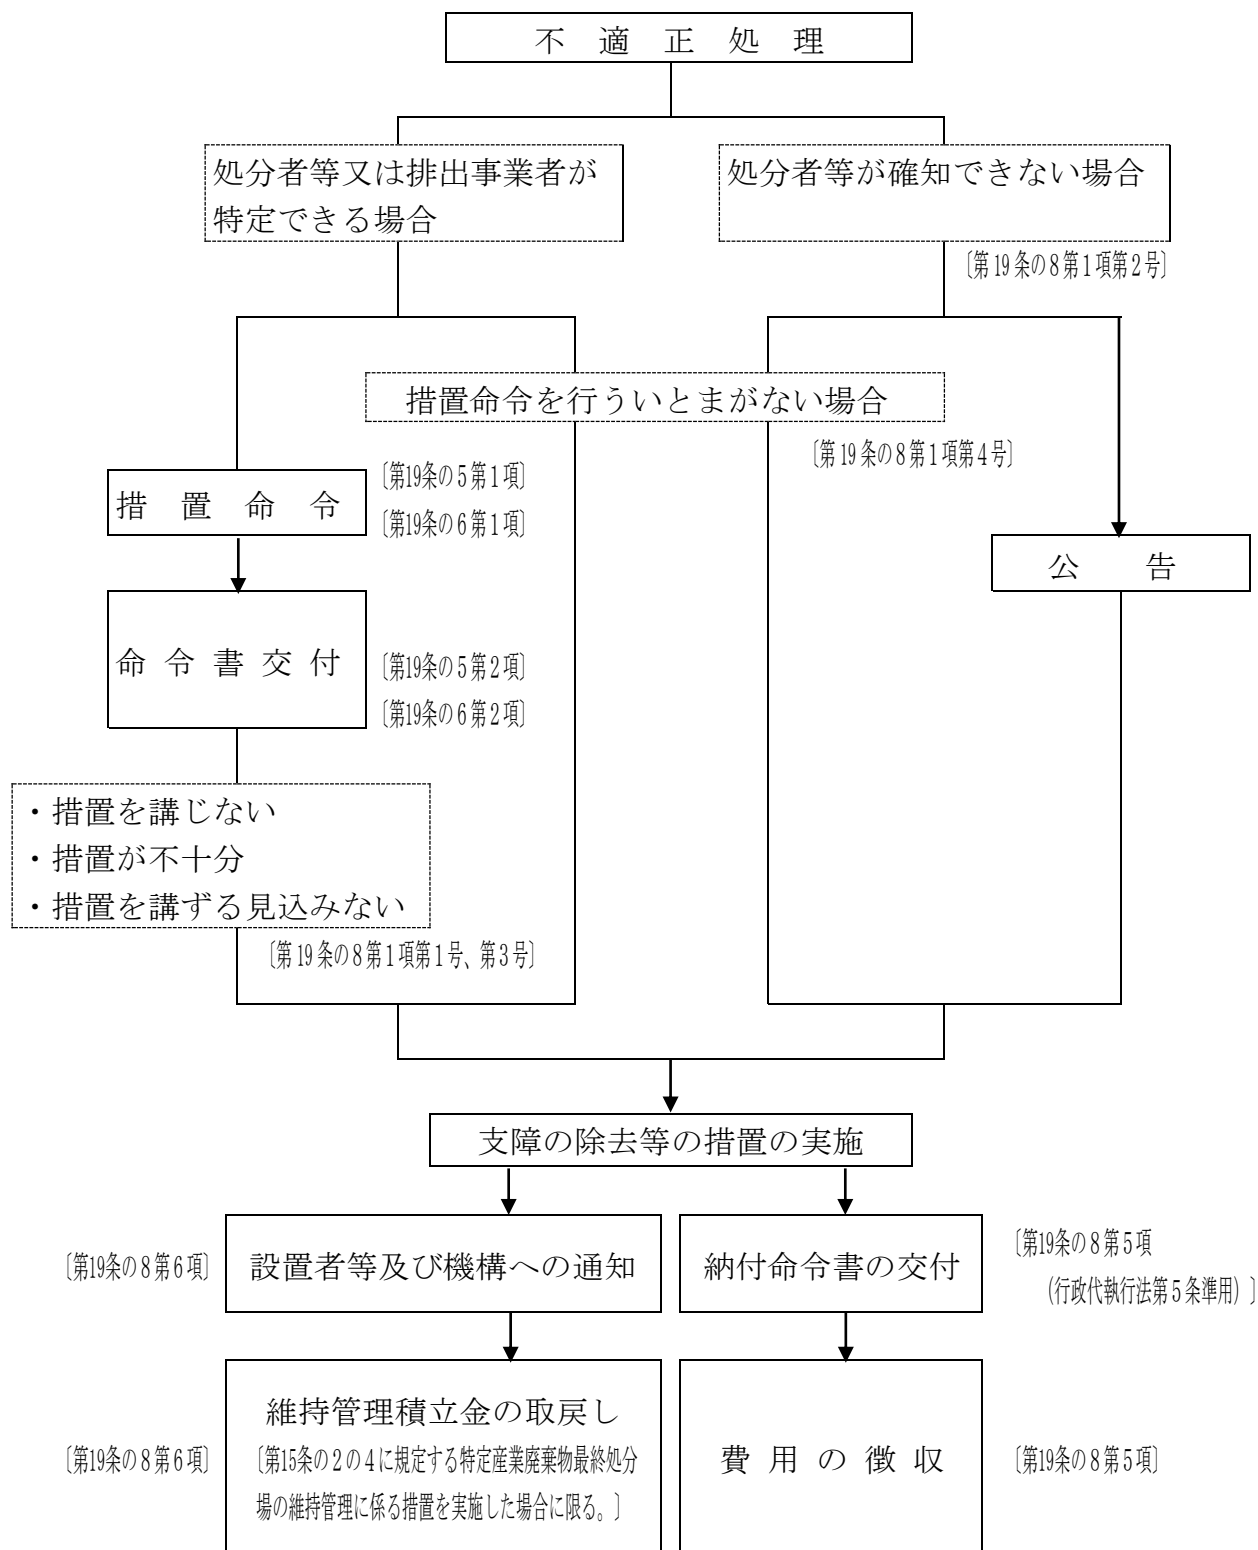 不適正処理
処分者等又は排出事業者が
特定できる場合
処分者等が確知できない場合
〔第19条の8第1項第2号〕
措置命令を行ういとまがない場合
〔第19条の8第1項第4号〕
措置命令
〔第19条の5第1項〕
〔第19条の6第1項〕
公告
命令書交付
〔第19条の5第2項〕
〔第19条の6第2項〕
・措置を講じない
・措置が不十分
・措置を講ずる見込みない
〔第19条の8第1項第1号、第3号〕
支障の除去等の措置の実施
〔第19条の8第6項〕
設置者等及び機構への通知
納付命令書の交付
〔第19条の8第5項
(行政代執行法第5条準用)〕
〔第19条の8第6項〕
維持管理積立金の取戻し
〔第15条の2の4に規定する特定産業廃棄物最終処分
場の維持管理に係る措置を実施した場合に限る。〕
費用の徴収
〔第19条の8第5項〕